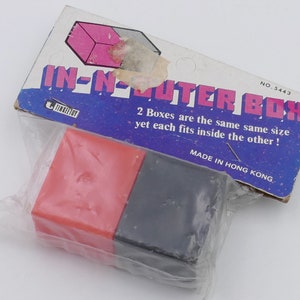 IN-N-OUTER BOX
NO. 3443
2 Boxes are the same same size
yet each fits inside the other !
MADE IN HONG KONG